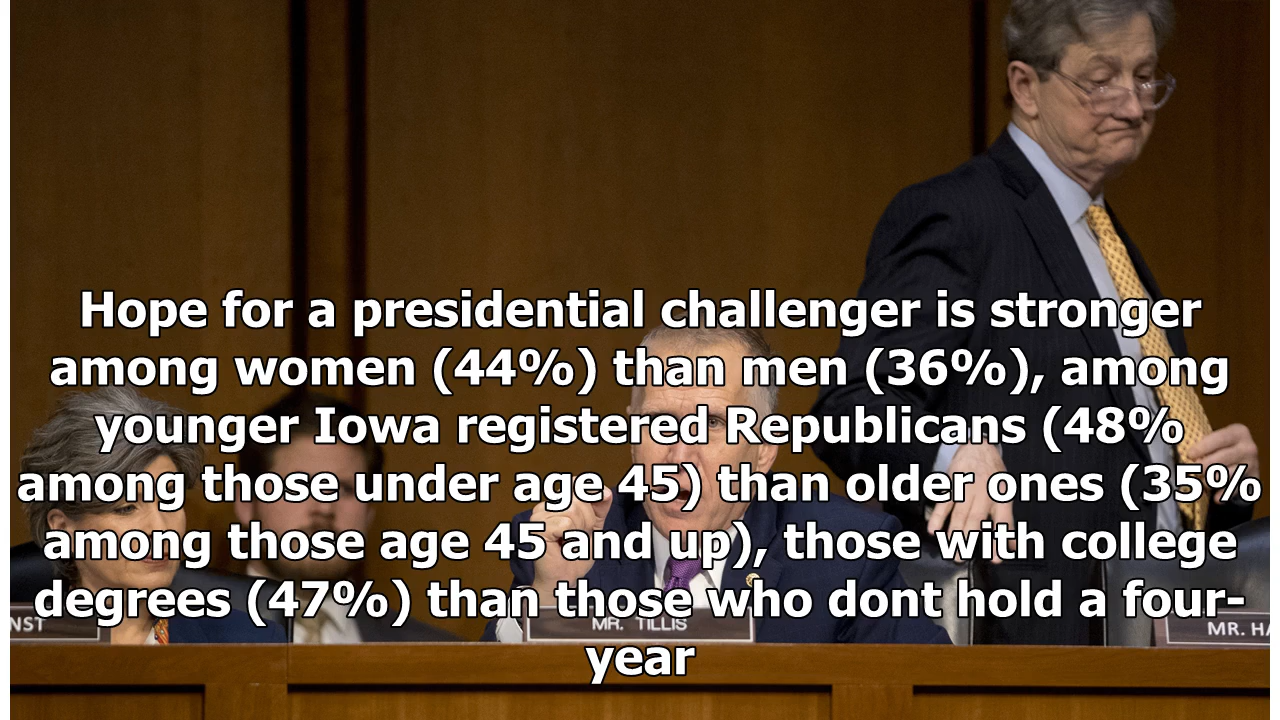 Hope for a presidential challenger is stronger
among women (44%) than men (36%), among
younger Iowa registered Republicans (48%
among those under age 45) than older ones (35%
among those age 45 and up), those with college
degrees (47%) than those who dont hold a four-
year
NST
MR. TILLIS
MR. HA